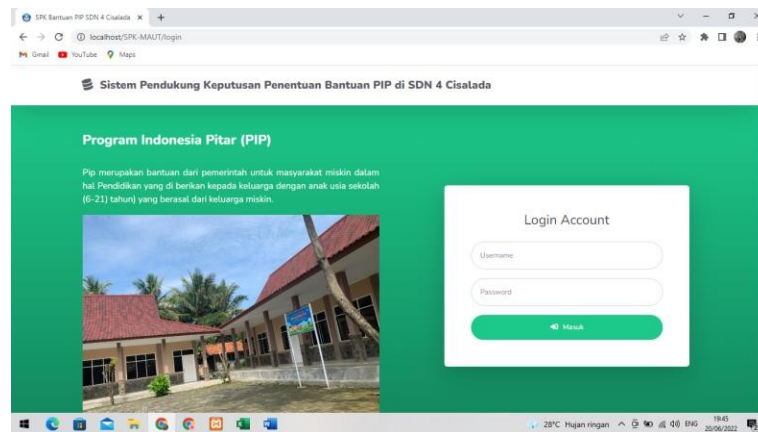 SPK Bantuan PIP SDN 4 Cisalada
localhost/SPK-MAUT/login
Gmail YouTube Maps
Sistem Pendukung Keputusan Penentuan Bantuan PIP di SDN 4 Cisalada
Program Indonesia Pitar (PIP)
Pip merupakan bantuan dari pemerintah untuk masyarakat miskin dalam
hal Pendidikan yang di berikan kepada keluarga dengan anak usia sekolah
(6-21) tahun) yang berasal dari keluarga miskin.
Login Account
Username
Password
Masuk
28°C Hujan ringan ENG
19.45
20/06/2022